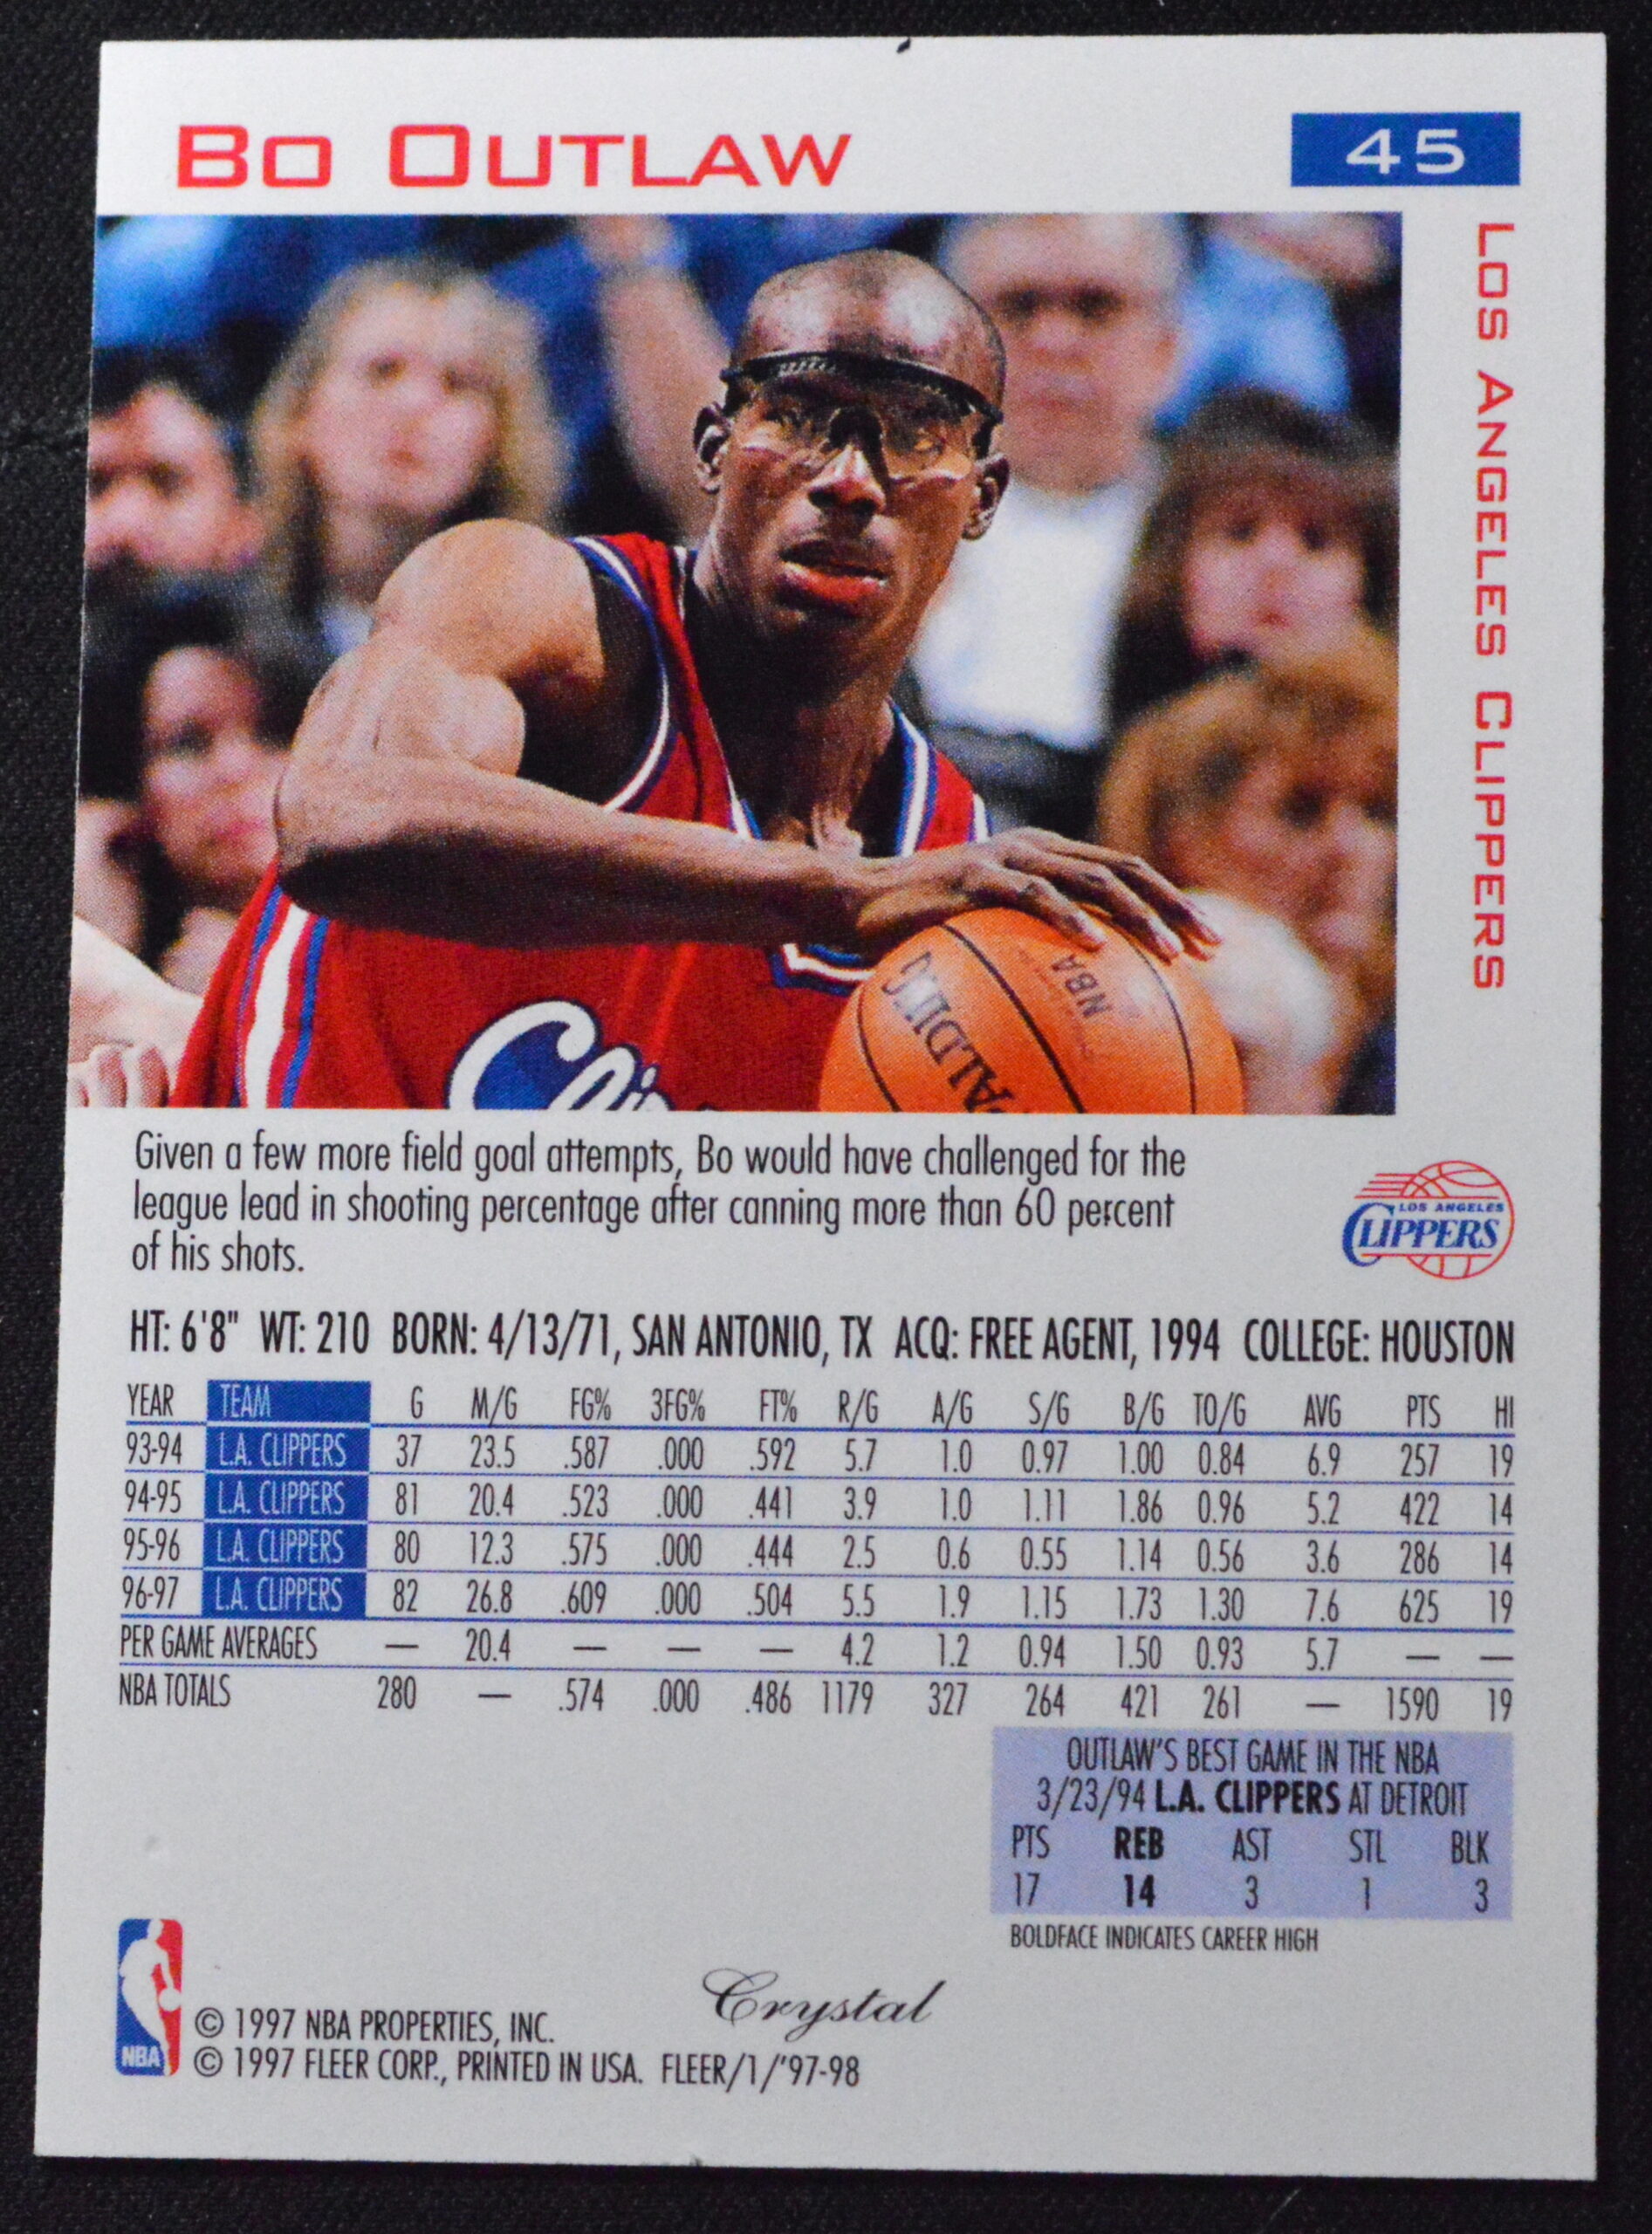 BO OUTLAW
45
LOS ANGELES CLIPPERS
NBA
Cli
Given a few more field goal attempts, Bo would have challenged for the
league lead in shooting percentage after canning more than 60 percent
of his shots.
LOS ANGELES
CLIPPERS
HT: 6'8" WT: 210 BORN: 4/13/71, SAN ANTONIO, TX ACQ: FREE AGENT, 1994 COLLEGE: HOUSTON
YEAR TEAM G M/G FG% 3FG% FT% R/G A/G S/G B/G TO/G AVG PTS HI
93-94 L.A. CLIPPERS 37 23.5 .587 .000 .592 5.7 1.0 0.97 1.00 0.84 6.9 257 19
94-95 L.A. CLIPPERS 81 20.4 .523 .000 .441 3.9 1.0 1.11 1.86 0.96 5.2 422 14
95-96 L.A. CLIPPERS 80 12.3 .575 .000 .444 2.5 0.6 0.55 1.14 0.56 3.6 286 14
96-97 L.A. CLIPPERS 82 26.8 .609 .000 .504 5.5 1.9 1.15 1.73 1.30 7.6 625 19
PER GAME AVERAGES — 20.4 — — — 4.2 1.2 0.94 1.50 0.93 5.7 — —
NBA TOTALS 280 — .574 .000 .486 1179 327 264 421 261 — 1590 19
OUTLAW'S BEST GAME IN THE NBA
3/23/94 L.A. CLIPPERS AT DETROIT
PTS REB AST STL BLK
17 14 3 1 3
BOLDFACE INDICATES CAREER HIGH
Crystal
NBA
© 1997 NBA PROPERTIES, INC.
© 1997 FLEER CORP., PRINTED IN USA. FLEER/1/'97-98